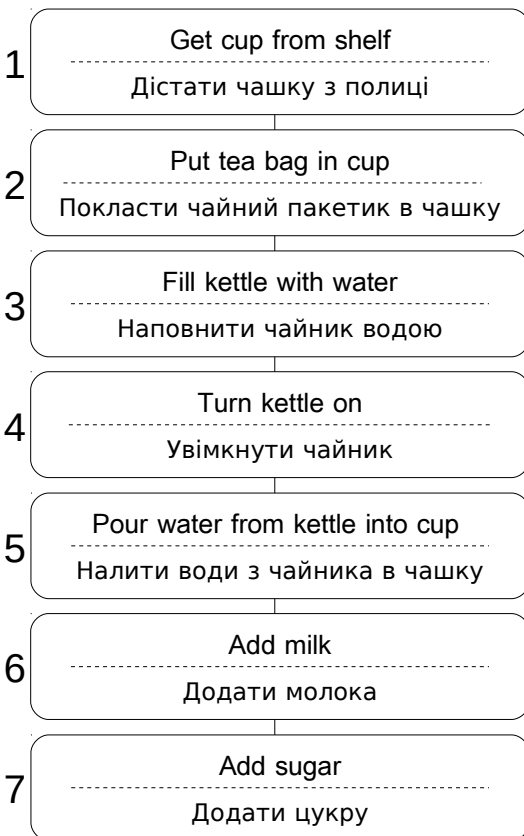 1
Get cup from shelf
Дістати чашку з полиці
2
Put tea bag in cup
Покласти чайний пакетик в чашку
3
Fill kettle with water
Наповнити чайник водою
4
Turn kettle on
Увімкнути чайник
5
Pour water from kettle into cup
Налити води з чайника в чашку
6
Add milk
Додати молока
7
Add sugar
Додати цукру